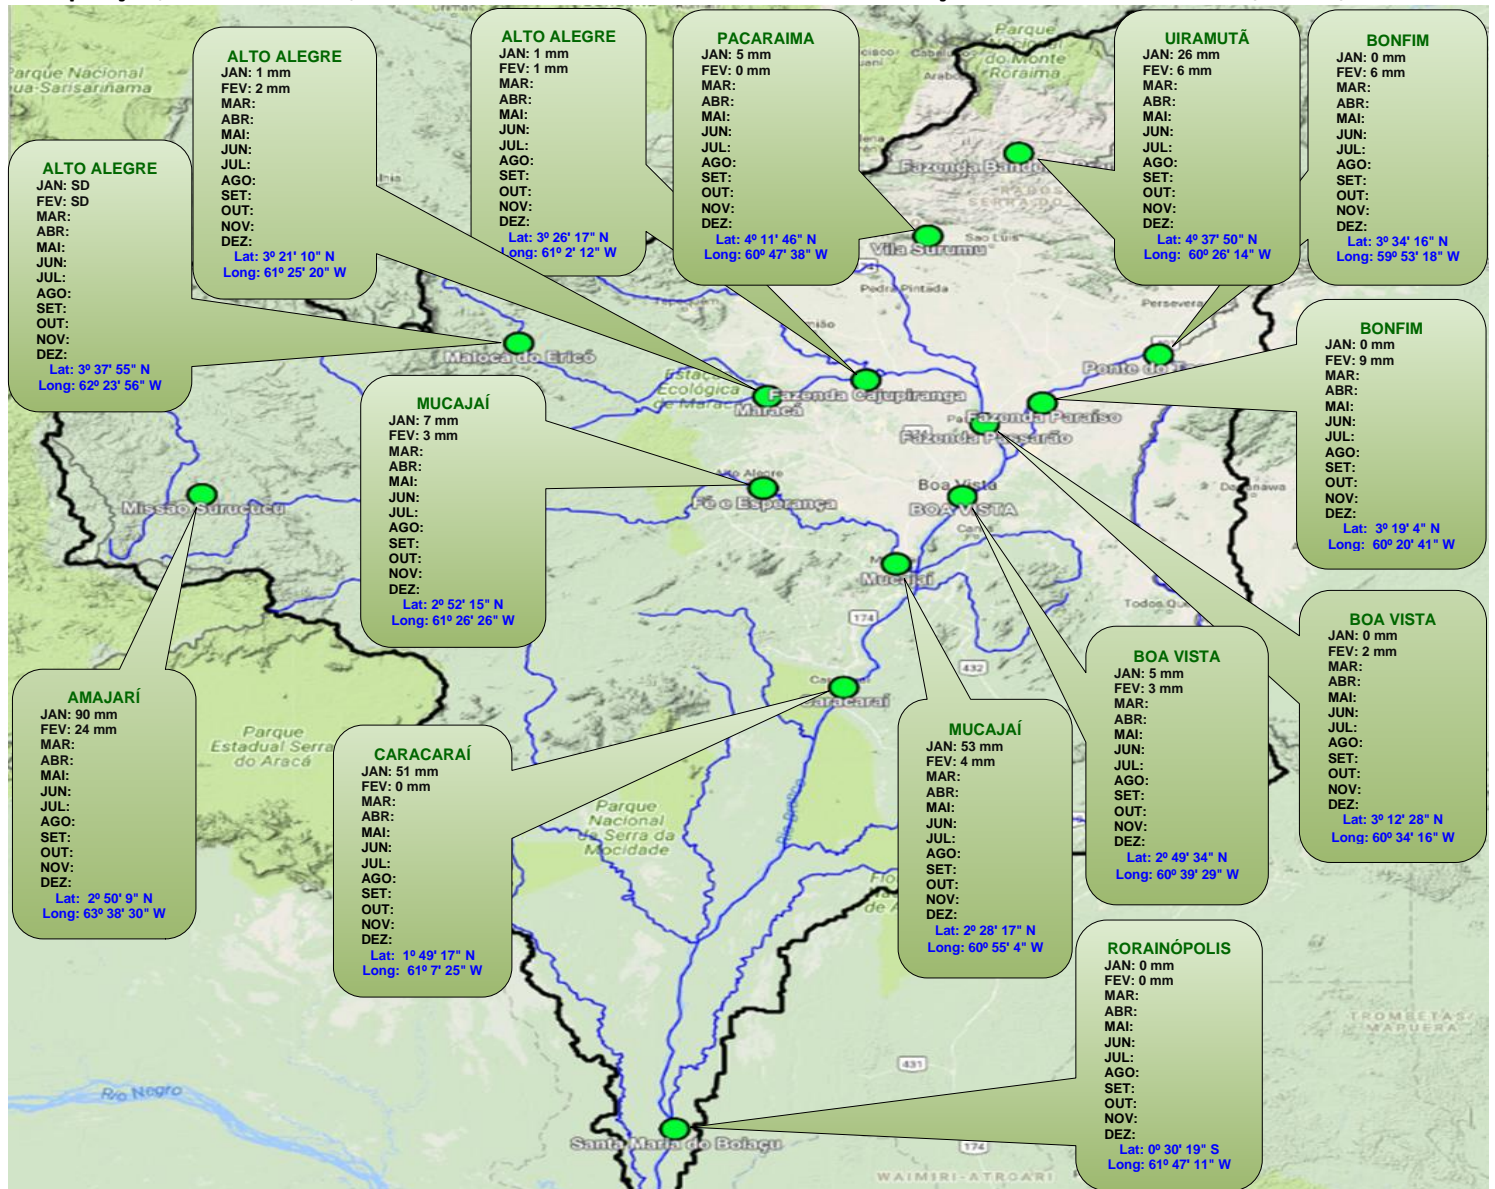 ALTO ALEGRE
JAN: 1 mm
FEV: 2 mm
MAR:
ABR:
MAI:
JUN:
JUL:
AGO:
SET:
OUT:
NOV:
DEZ:
Lat: 3º 21' 10" N
Long: 61º 25' 20" W
ALTO ALEGRE
JAN: 1 mm
FEV: 1 mm
MAR:
ABR:
MAI:
JUN:
JUL:
AGO:
SET:
OUT:
NOV:
DEZ:
Lat: 3º 26' 17" N
Long: 61º 2' 12" W
PACARAIMA
JAN: 5 mm
FEV: 0 mm
MAR:
ABR:
MAI:
JUN:
JUL:
AGO:
SET:
OUT:
NOV:
DEZ:
Lat: 4º 11' 46" N
Long: 60º 47' 38" W
UIRAMUTÃ
JAN: 26 mm
FEV: 6 mm
MAR:
ABR:
MAI:
JUN:
JUL:
AGO:
SET:
OUT:
NOV:
DEZ:
Lat: 4º 37' 50" N
Long: 60º 26' 14" W
BONFIM
JAN: 0 mm
FEV: 6 mm
MAR:
ABR:
MAI:
JUN:
JUL:
AGO:
SET:
OUT:
NOV:
DEZ:
Lat: 3º 34' 16" N
Long: 59º 53' 18" W
ALTO ALEGRE
JAN: SD
FEV: SD
MAR:
ABR:
MAI:
JUN:
JUL:
AGO:
SET:
OUT:
NOV:
DEZ:
Lat: 3º 37' 55" N
Long: 62º 23' 56" W
BONFIM
JAN: 0 mm
FEV: 9 mm
MAR:
ABR:
MAI:
JUN:
JUL:
AGO:
SET:
OUT:
NOV:
DEZ:
Lat: 3º 19' 4" N
Long: 60º 20' 41" W
MUCAJAÍ
JAN: 7 mm
FEV: 3 mm
MAR:
ABR:
MAI:
JUN:
JUL:
AGO:
SET:
OUT:
NOV:
DEZ:
Lat: 2º 52' 15" N
Long: 61º 26' 26" W
BOA VISTA
JAN: 0 mm
FEV: 2 mm
MAR:
ABR:
MAI:
JUN:
JUL:
AGO:
SET:
OUT:
NOV:
DEZ:
Lat: 3º 12' 28" N
Long: 60º 34' 16" W
BOA VISTA
JAN: 5 mm
FEV: 3 mm
MAR:
ABR:
MAI:
JUN:
JUL:
AGO:
SET:
OUT:
NOV:
DEZ:
Lat: 2º 49' 34" N
Long: 60º 39' 29" W
AMAJARÍ
JAN: 90 mm
FEV: 24 mm
MAR:
ABR:
MAI:
JUN:
JUL:
AGO:
SET:
OUT:
NOV:
DEZ:
Lat: 2º 50' 9" N
Long: 63º 38' 30" W
CARACARAÍ
JAN: 51 mm
FEV: 0 mm
MAR:
ABR:
MAI:
JUN:
JUL:
AGO:
SET:
OUT:
NOV:
DEZ:
Lat: 1º 49' 17" N
Long: 61º 7' 25" W
MUCAJAÍ
JAN: 53 mm
FEV: 4 mm
MAR:
ABR:
MAI:
JUN:
JUL:
AGO:
SET:
OUT:
NOV:
DEZ:
Lat: 2º 28' 17" N
Long: 60º 55' 4" W
RORAINÓPOLIS
JAN: 0 mm
FEV: 0 mm
MAR:
ABR:
MAI:
JUN:
JUL:
AGO:
SET:
OUT:
NOV:
DEZ:
Lat: 0º 30' 19" S
Long: 61º 47' 11" W
Parque Nacional
Parque
do Monte
Roraima
Fazenda
Vila Surumu
Sao Luis
Pedra Pintada
Maloca do Ericó
Ecológica
de Maracá
Maracá
Fazenda Cajupiranga
Ponte do
Fazenda Paraíso
Fazenda Passarão
Alto Alegre
Fé e Esperança
Boa Vista
BOA VISTA
Missão Surucucu
Mucajaí
174
432
Caracaraí
Parque
Estadual Serra
do Aracá
Parque
Nacional
da Serra da
Mocidade
Rio Branco
Rio Negro
431
174
Santa Maria do Boiaçu
TROMBETAS/
MAPUERA
WAIMIRI-ATROARI